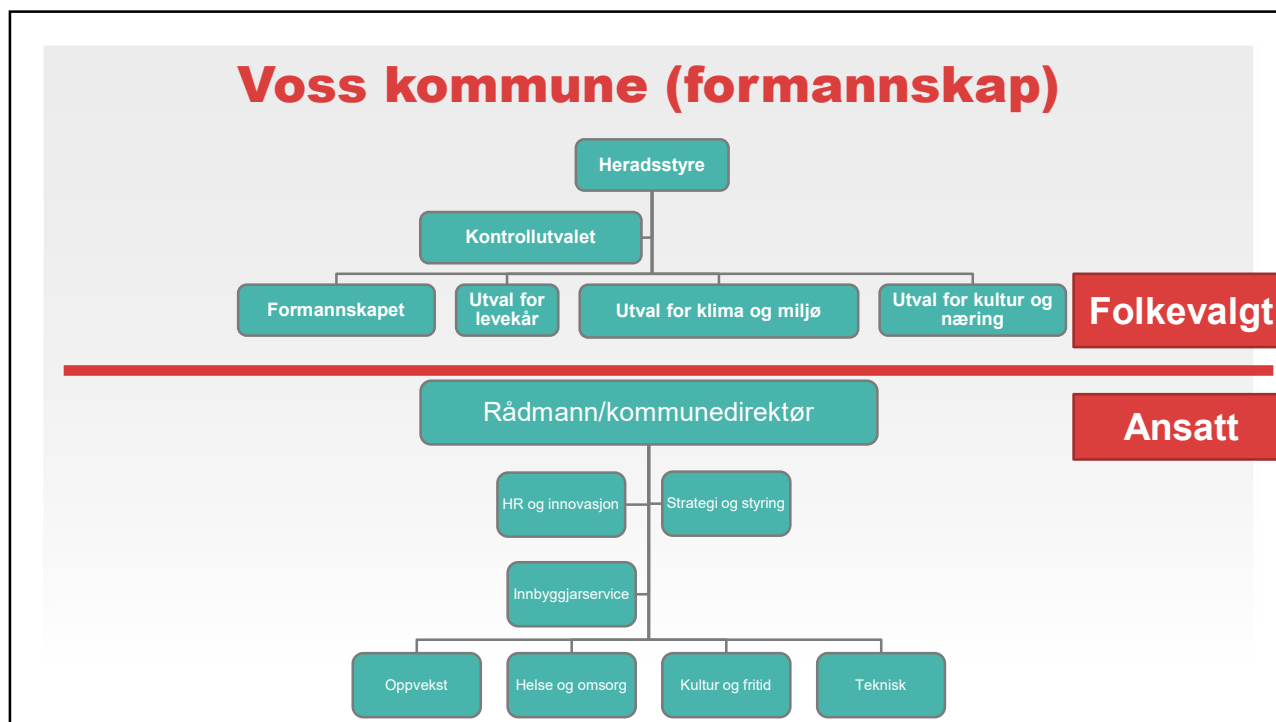 Voss kommune (formannskap)
Heradsstyre
Kontrollutvalet
Formannskapet
Utval for
levekår
Utval for klima og miljø
Utval for kultur og
næring
Folkevalgt
Rådmann/kommunedirektør
Ansatt
HR og innovasjon
Strategi og styring
Innbyggjarservice
Oppvekst
Helse og omsorg
Kultur og fritid
Teknisk